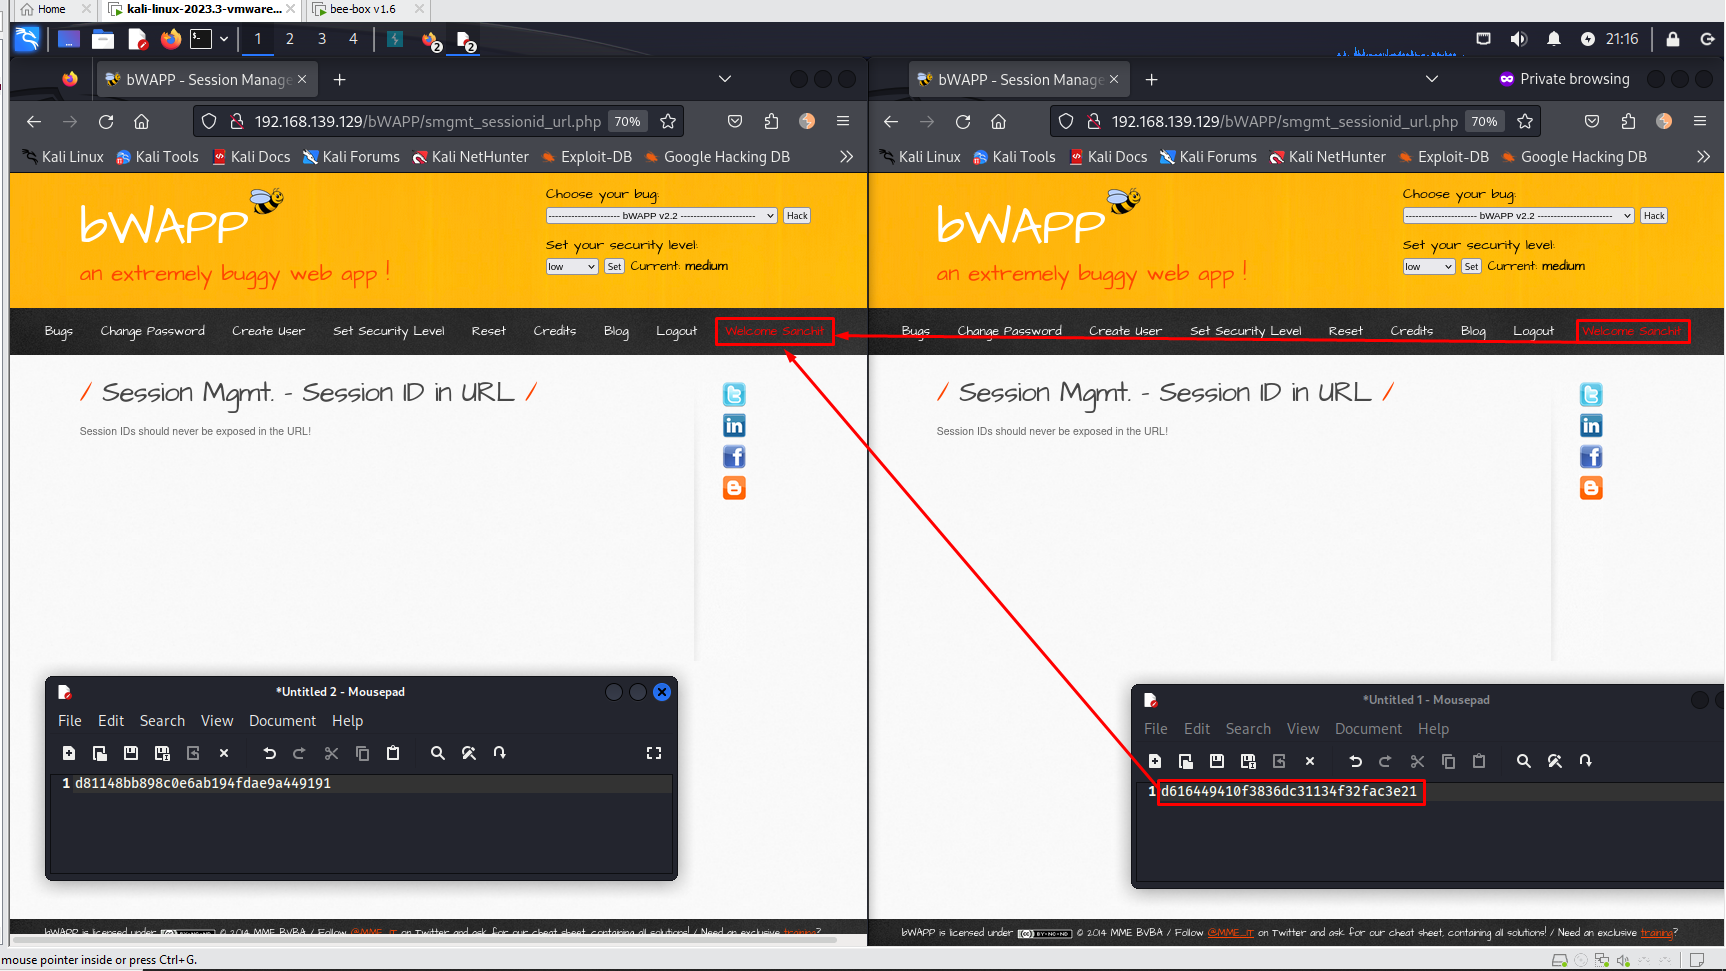 Home
kali-linux-2023.3-vmware...
bee-box v1.6
1 2 3 4
2
2
21:16
bWAPP - Session Manage
192.168.139.129/bWAPP/smgmt_sessionid_url.php 70%
Kali Linux Kali Tools Kali Docs Kali Forums Kali NetHunter Exploit-DB Google Hacking DB
bWAPP
an extremely buggy web app !
Choose your bug:
---------------------- bWAPP v2.2 ----------------------- Hack
Set your security level:
low Set Current: medium
Bugs Change Password Create User Set Security Level Reset Credits Blog Logout Welcome Sanchit
/ Session Mgmt. - Session ID in URL /
Session IDs should never be exposed in the URL!
*Untitled 2 - Mousepad
File Edit Search View Document Help
1 d81148bb898c0e6ab194fdae9a449191
bWAPP is licensed under BY-NC-ND © 2014 MME BVBA / Follow @MME_IT on Twitter and ask for our cheat sheet, containing all solutions! / Need an exclusive training?
bWAPP - Session Manage
Private browsing
192.168.139.129/bWAPP/smgmt_sessionid_url.php 70%
Kali Linux Kali Tools Kali Docs Kali Forums Kali NetHunter Exploit-DB Google Hacking DB
bWAPP
an extremely buggy web app !
Choose your bug:
---------------------- bWAPP v2.2 ----------------------- Hack
Set your security level:
low Set Current: medium
Bugs Change Password Create User Set Security Level Reset Credits Blog Logout Welcome Sanchit
/ Session Mgmt. - Session ID in URL /
Session IDs should never be exposed in the URL!
*Untitled 1 - Mousepad
File Edit Search View Document Help
1 d616449410f3836dc31134f32fac3e21
bWAPP is licensed under BY-NC-ND © 2014 MME BVBA / Follow @MME_IT on Twitter and ask for our cheat sheet, containing all solutions! / Need an exclusive training?
mouse pointer inside or press Ctrl+G.